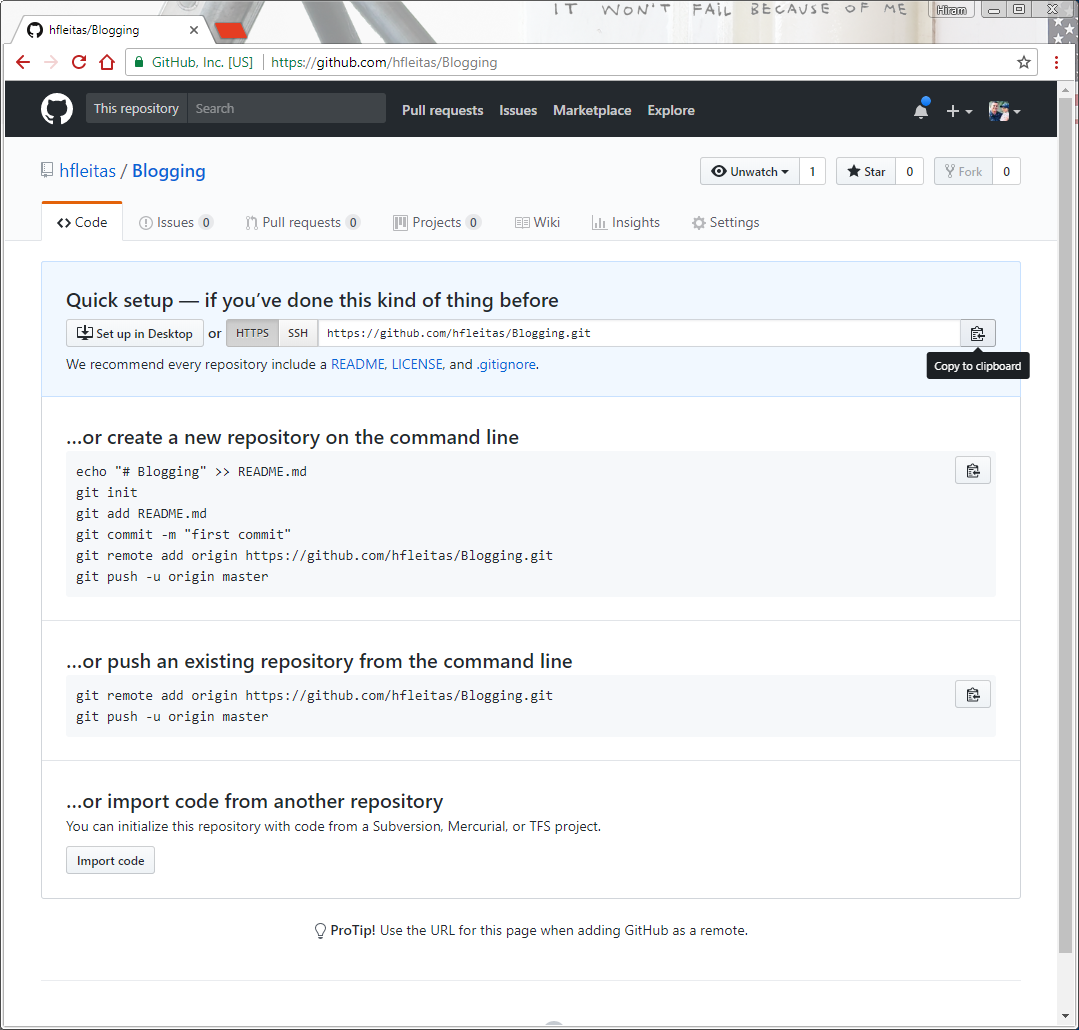 IT WON'T FAIL BECAUSE OF ME
Hiram
hfleitas/Blogging
GitHub, Inc. [US] https://github.com/hfleitas/Blogging
This repository Search Pull requests Issues Marketplace Explore
hfleitas / Blogging
Unwatch 1 Star 0 Fork 0
<> Code Issues 0 Pull requests 0 Projects 0 Wiki Insights Settings
Quick setup — if you’ve done this kind of thing before
Set up in Desktop or HTTPS SSH https://github.com/hfleitas/Blogging.git
We recommend every repository include a README, LICENSE, and .gitignore.
Copy to clipboard
…or create a new repository on the command line
echo "# Blogging" >> README.md
git init
git add README.md
git commit -m "first commit"
git remote add origin https://github.com/hfleitas/Blogging.git
git push -u origin master
…or push an existing repository from the command line
git remote add origin https://github.com/hfleitas/Blogging.git
git push -u origin master
…or import code from another repository
You can initialize this repository with code from a Subversion, Mercurial, or TFS project.
Import code
ProTip! Use the URL for this page when adding GitHub as a remote.